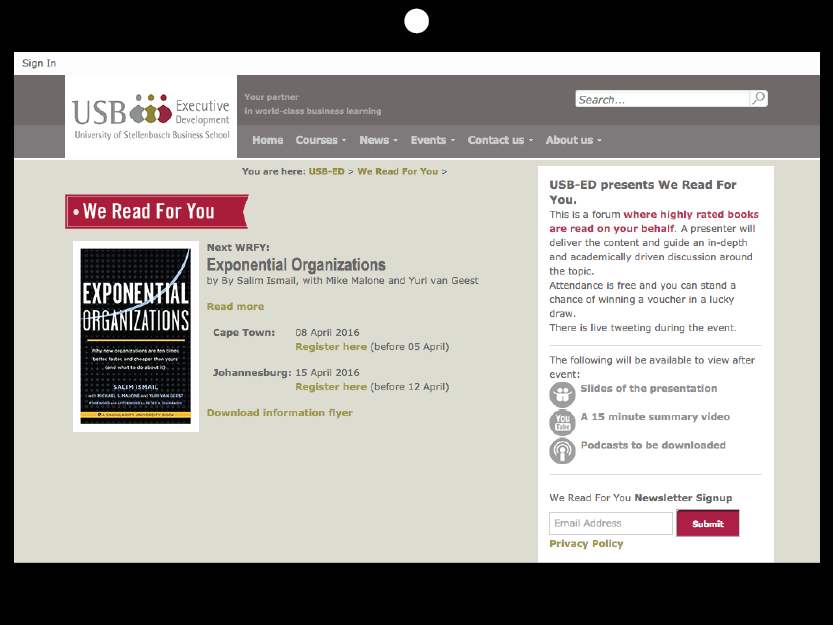 Sign In
USB Executive
Development
University of Stellenbosch Business School
Your partner
in world-class business learning
Search...
Home Courses News Events Contact us About us
You are here: USB-ED > We Read For You >
We Read For You
Next WRFY:
Exponential Organizations
by By Salim Ismail, with Mike Malone and Yuri van Geest
Read more
Cape Town: 08 April 2016
Register here (before 05 April)
Johannesburg: 15 April 2016
Register here (before 12 April)
Download information flyer
EXPONENTIAL
ORGANIZATIONS
Why new organizations are ten times
better, faster, and cheaper than yours
(and what to do about it)
SALIM ISMAIL
with MICHAEL S. MALONE and YURI VAN GEEST
FOREWORD and AFTERWORD by PETER H. DIAMANDIS
A SINGULARITY UNIVERSITY BOOK
USB-ED presents We Read For
You.
This is a forum where highly rated books
are read on your behalf. A presenter will
deliver the content and guide an in-depth
and academically driven discussion around
the topic.
Attendance is free and you can stand a
chance of winning a voucher in a lucky
draw.
There is live tweeting during the event.
The following will be available to view after
event:
Slides of the presentation
You
Tube
A 15 minute summary video
Podcasts to be downloaded
We Read For You Newsletter Signup
Email Address
Submit
Privacy Policy